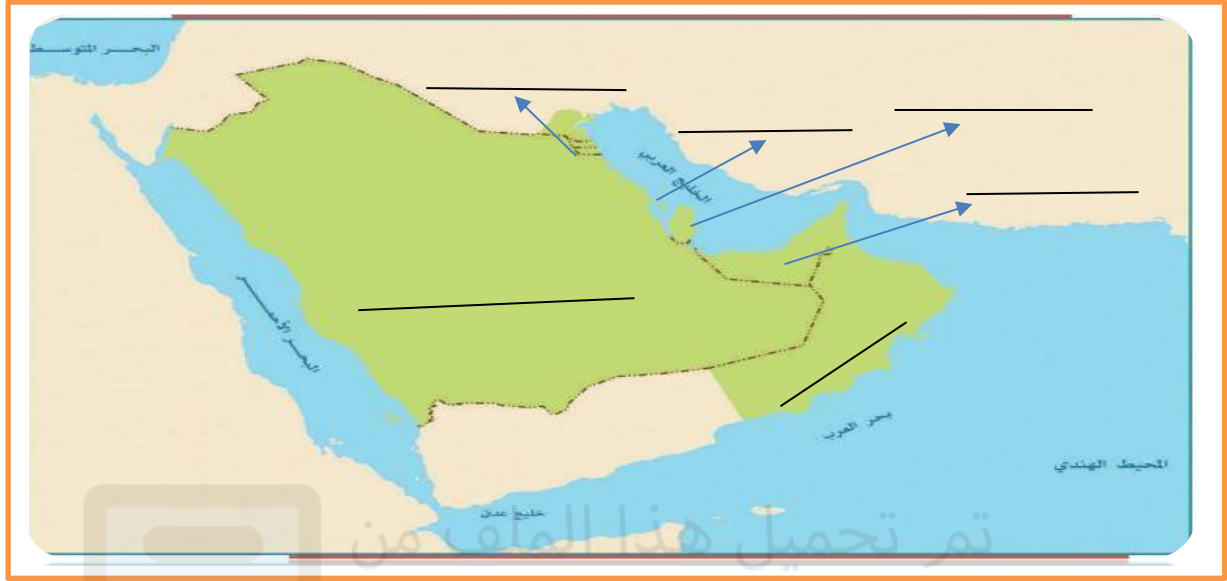 البحر المتوسط
الخليج العربي
البحر الأحمر
بحر العرب
المحيط الهندي
خليج عدن
تم تحميل هذا الملف من